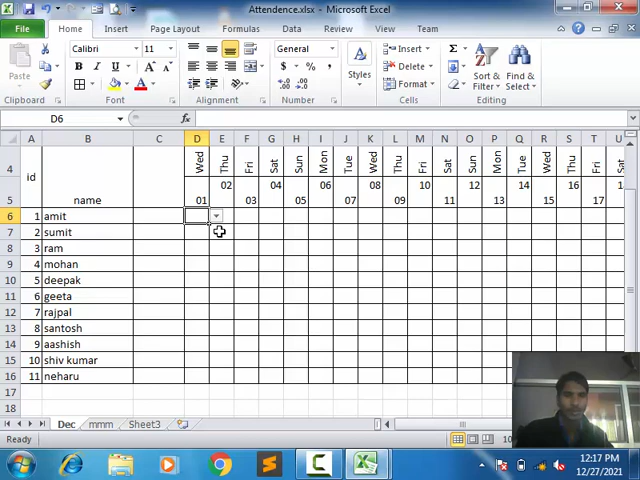 Attendence.xlsx - Microsoft Excel
File Home Insert Page Layout Formulas Data Review View
Calibri 11 General Insert Σ
Paste B I U A A $ % , Delete Styles Sort & Filter Find & Select
Format
Clipboard Font Alignment Number Cells Editing
D6 fx
A B C D E F G H I J K L M N O P Q R S T U
4 id Wed Thu Fri Sat Sun Mon Tue Wed Thu Fri Sat Sun Mon Tue Wed Thu Fri Sat
02 04 06 08 10 12 14 16
5 name 01 03 05 07 09 11 13 15 17
6 1 amit
7 2 sumit
8 3 ram
9 4 mohan
10 5 deepak
11 6 geeta
12 7 rajpal
13 8 santosh
14 9 aashish
15 10 shiv kumar
16 11 neharu
17
18
Dec mmm Sheet3
Ready 10
12:17 PM
12/27/2021